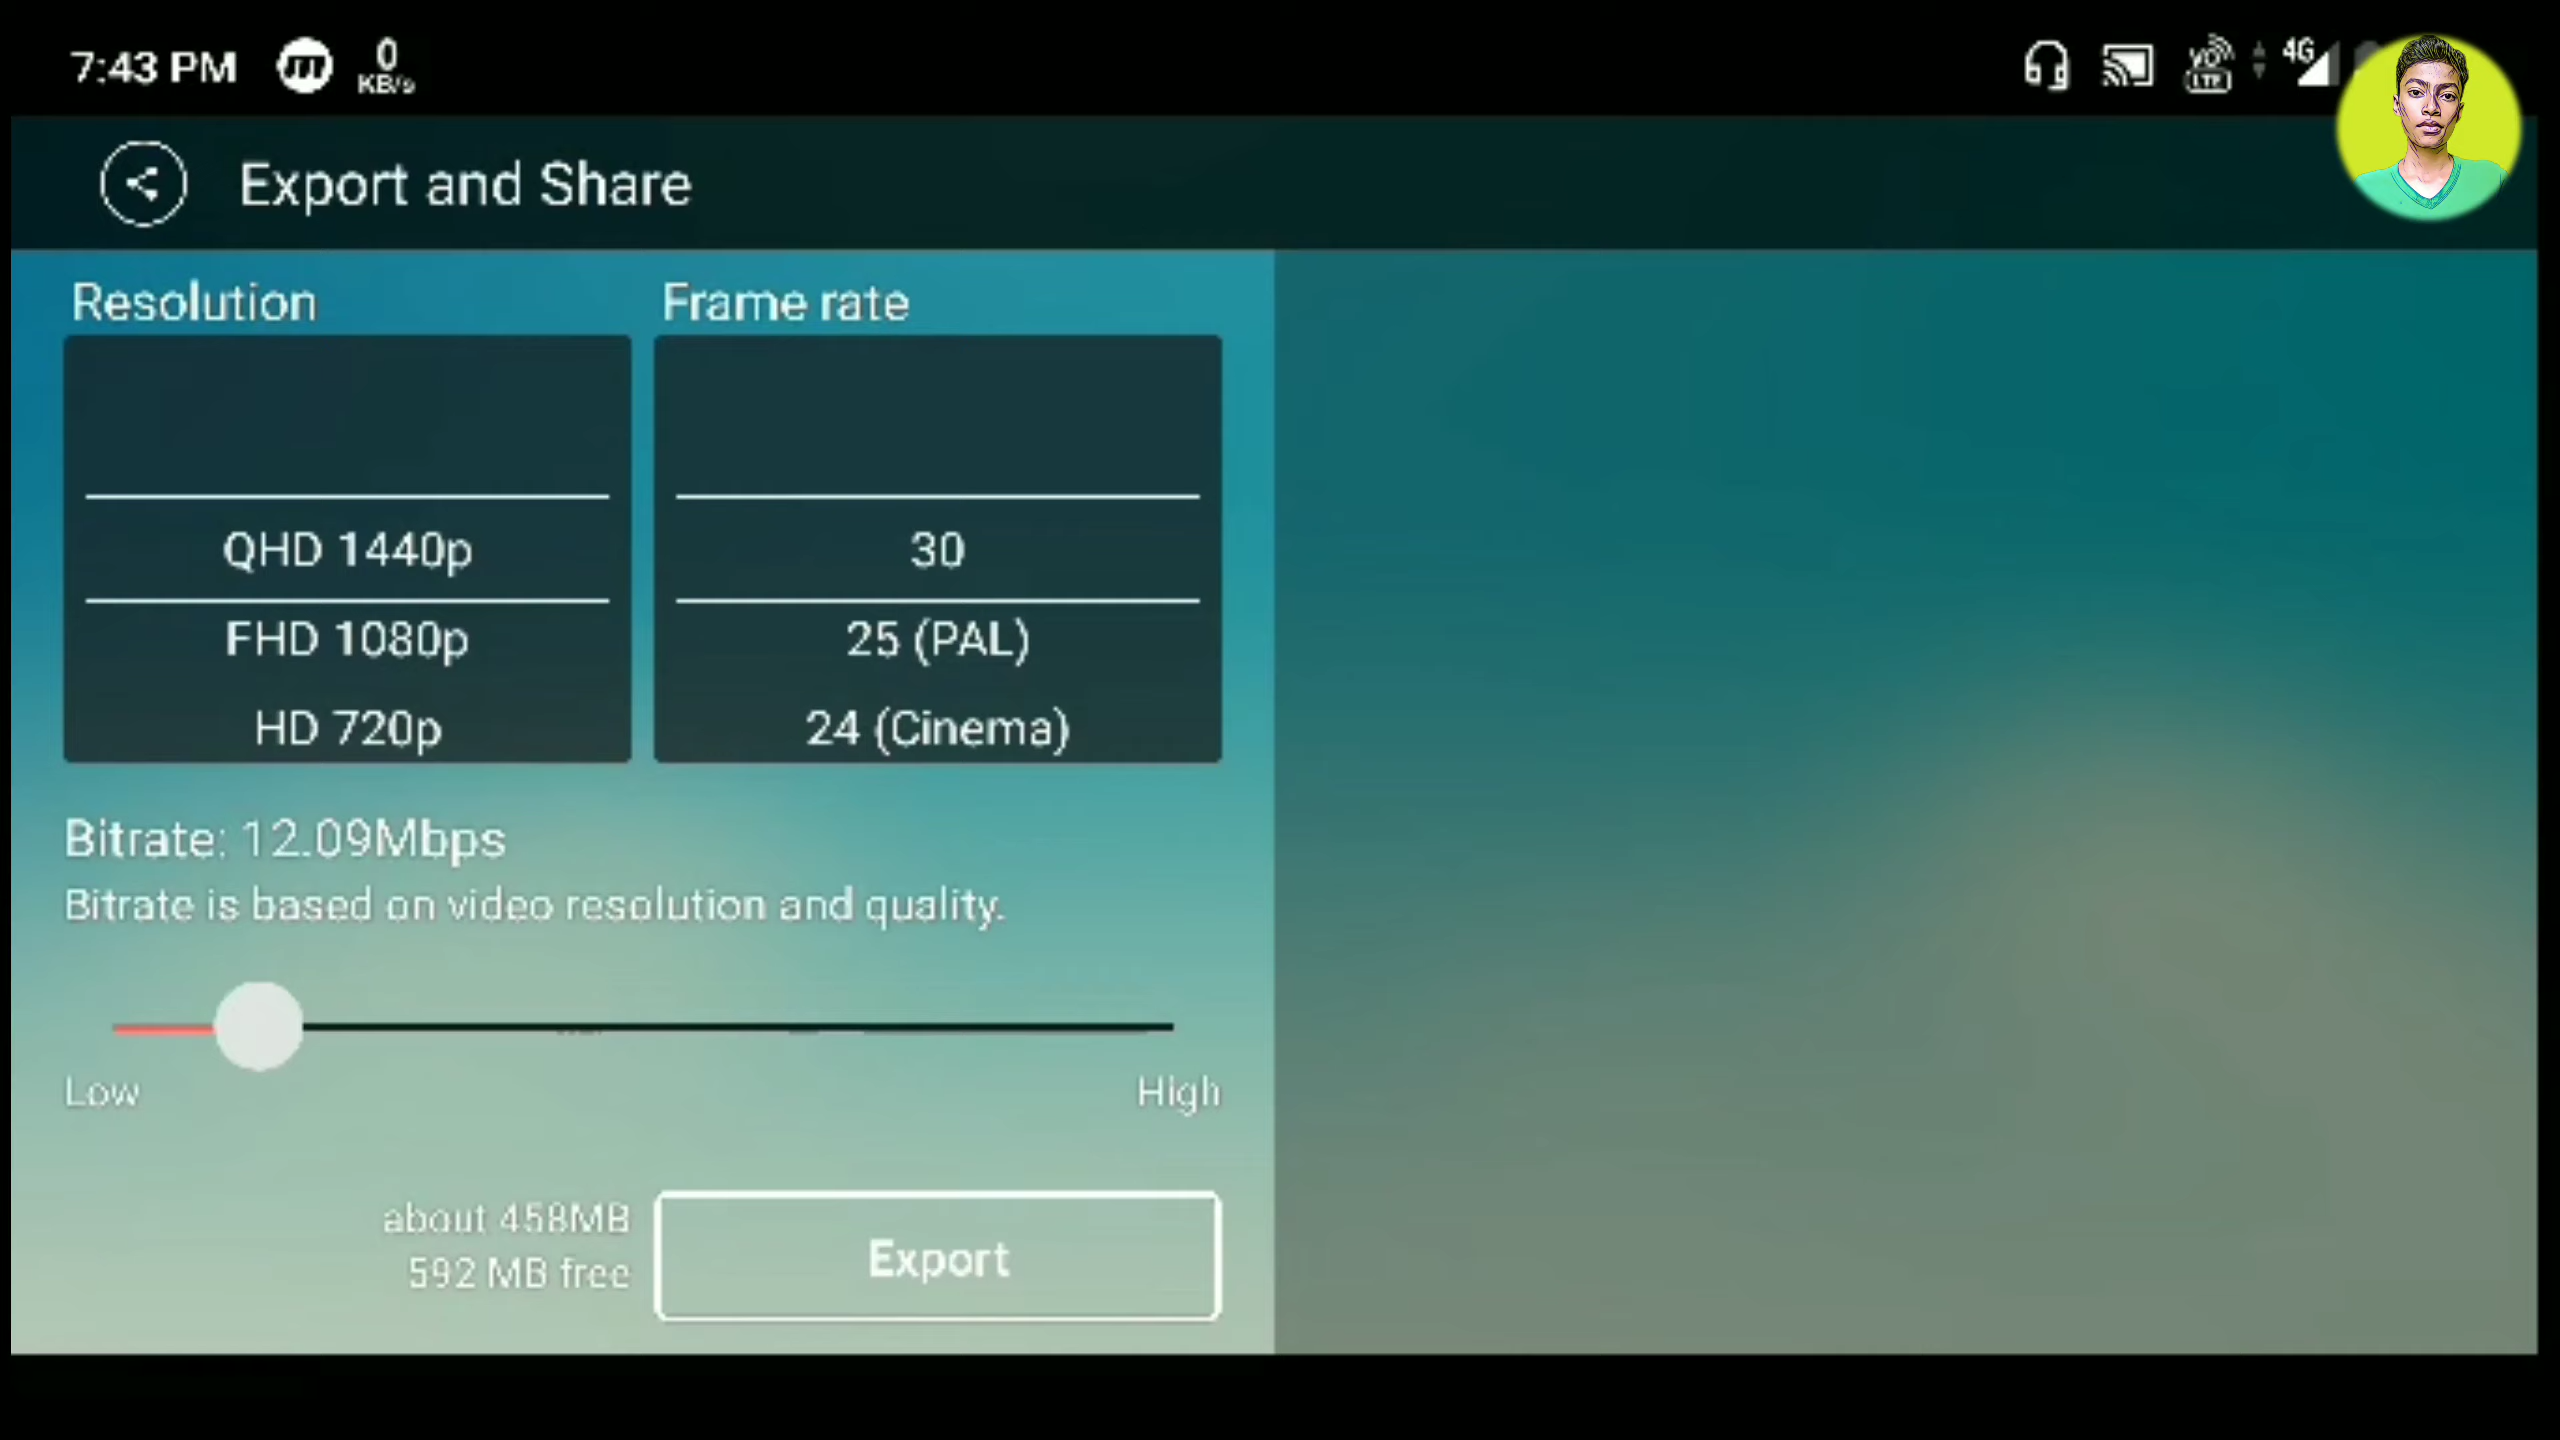 7:43 PM
0
KB/s
VO
LTE
4G
Export and Share
Resolution
Frame rate
QHD 1440p
30
FHD 1080p
25 (PAL)
HD 720p
24 (Cinema)
Bitrate: 12.09Mbps
Bitrate is based on video resolution and quality.
Low
High
about 458MB
592 MB free
Export